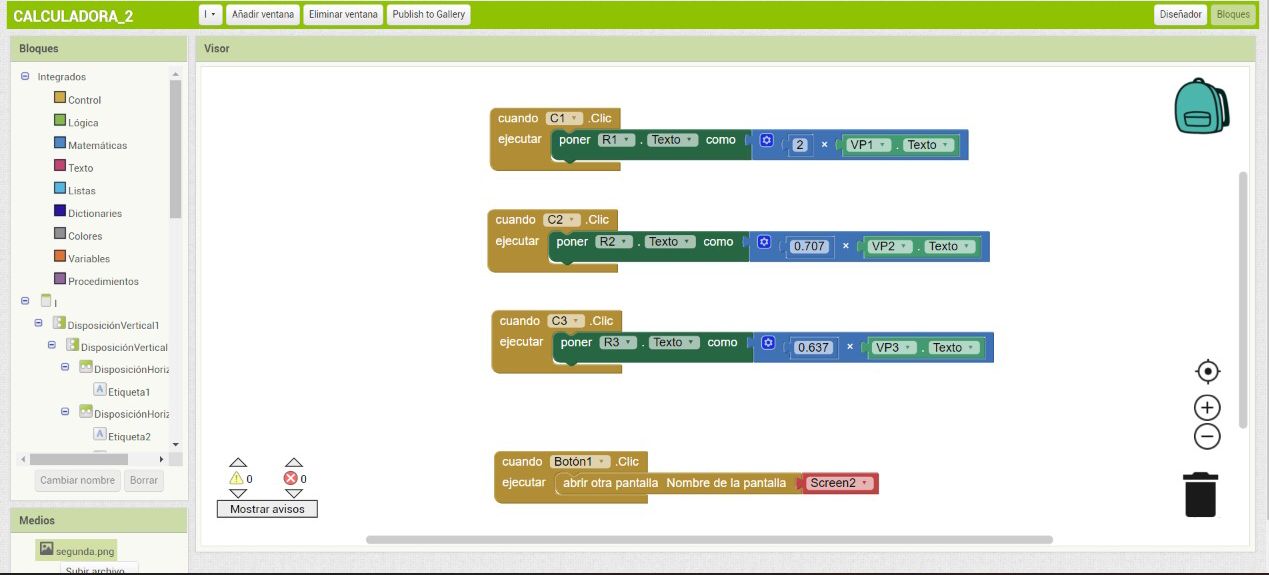 CALCULADORA_2
I
Añadir ventana
Eliminar ventana
Publish to Gallery
Diseñador
Bloques
Bloques
Integrados
Control
Lógica
Matemáticas
Texto
Listas
Dictionaries
Colores
Variables
Procedimientos
I
DisposiciónVertical1
DisposiciónVertical
DisposiciónHoriz
Etiqueta1
DisposiciónHoriz
Etiqueta2
Cambiar nombre
Borrar
Medios
segunda.png
Subir archivo
Visor
cuando C1 .Clic
ejecutar poner R1 . Texto como 2 × VP1 . Texto
cuando C2 .Clic
ejecutar poner R2 . Texto como 0.707 × VP2 . Texto
cuando C3 .Clic
ejecutar poner R3 . Texto como 0.637 × VP3 . Texto
cuando Botón1 .Clic
ejecutar abrir otra pantalla Nombre de la pantalla Screen2
0 0
Mostrar avisos